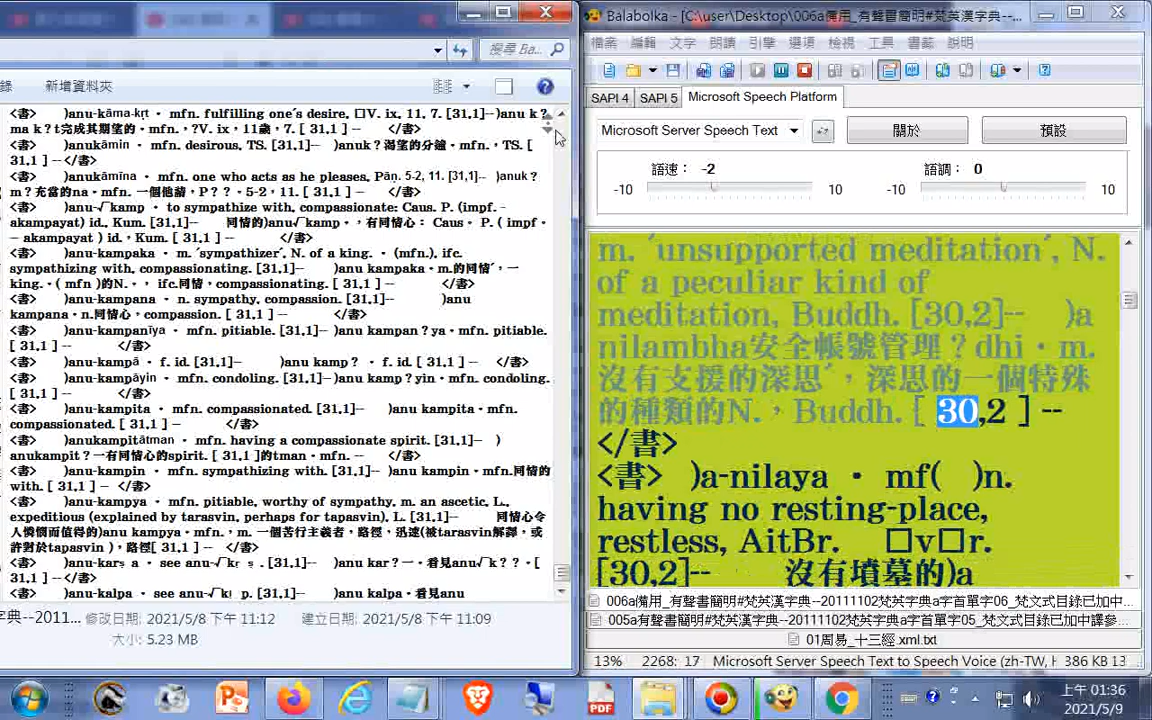 搜尋 Ba...
錄 新增資料夾
<書> )anu-kāma-kṛt ‧ mfn. fulfilling one's desire, □V. ix, 11, 7. [31,1]-- )anu k?
ma k?t完成其期望的‧mfn.,?V. ix,11歲,7. [ 31,1 ] </書>
<書> )anukāmin ‧ mfn. desirous, TS. [31,1]-- )anuk?渴望的分鐘‧mfn.,TS. [
31,1 ] </書>
<書> )anukāmīna ‧ mfn. one who acts as he pleases, Pāṇ. 5-2, 11. [31,1]-- )anuk?
m?充當的na‧mfn. 一個他請,P??‧5-2,11. [ 31,1 ] </書>
<書> )anu-√kamp ‧ to sympathize with, compassionate: Caus. P. (impf. -
akampayat) id., Kum. [31,1]-- 同情的)anu√kamp‧,有同情心: Caus‧ P. ( impf‧
- akampayat ) id.,Kum. [ 31,1 ] </書>
<書> )anu-kampaka ‧ m. ´sympathizer´, N. of a king. ‧ (mfn.), ifc.
sympathizing with, compassionating. [31,1]-- )anu kampaka‧m.的同情´,一
king.‧( mfn )的N.,, ifc.同情,compassionating. [ 31,1 ] </書>
<書> )anu-kampana ‧ n. sympathy, compassion. [31,1]-- )anu
kampana‧n.同情心,compassion. [ 31,1 ] </書>
<書> )anu-kampanīya ‧ mfn. pitiable. [31,1]-- )anu kampan?ya‧mfn. pitiable.
[ 31,1 ] </書>
<書> )anu-kampā ‧ f. id. [31,1]-- )anu kamp? ‧ f. id. [ 31,1 ] </書>
<書> )anu-kampāyin ‧ mfn. condoling. [31,1]-- )anu kamp?yin‧mfn. condoling.
[ 31,1 ] </書>
<書> )anu-kampita ‧ mfn. compassionated. [31,1]-- )anu kampita‧mfn.
compassionated. [ 31,1 ] </書>
<書> )anukampitātman ‧ mfn. having a compassionate spirit. [31,1]-- )
anukampit?一有同情心的spirit. [ 31,1 ]的tman‧mfn. </書>
<書> )anu-kampin ‧ mfn. sympathizing with. [31,1]-- )anu kampin‧mfn.同情的
with. [ 31,1 ] </書>
<書> )anu-kampya ‧ mfn. pitiable, worthy of sympathy, m. an ascetic, L.,
expeditious (explained by tarasvin, perhaps for tapasvin), L. [31,1]-- 同情心令
人憐憫而值得的)anu kampya‧mfn.,m. 一個苦行主義者,路徑,迅速(被tarasvin解釋,或
許對於tapasvin ),路徑[ 31,1 ] </書>
<書> )anu-karṣa ‧ see anu-√kṛṣ. [31,1]-- )anu kar?一‧看見anu√k??‧[
31,1 ]--</書>
<書> )anu-kalpa ‧ see anu-√kḷp. [31,1]-- )anu kalpa‧看見anu
字典--2011... 修改日期: 2021/5/8 下午 11:12 建立日期: 2021/5/8 下午 11:09
大小: 5.23 MB
Balabolka - [C:\user\Desktop\006a備用_有聲書簡明#梵英漢字典--...
檔案 編輯 文字 朗讀 引擎 選項 檢視 工具 書籤 說明
SAPI 4 SAPI 5 Microsoft Speech Platform
Microsoft Server Speech Text 關於 預設
語速: -2 語調: 0
-10 10 -10 10
m. ´unsupported meditation´, N.
of a peculiar kind of
meditation, Buddh. [30,2]-- )a
nilambha安全帳號管理?dhi‧m.
沒有支援的深思´,深思的一個特殊
的種類的N.,Buddh. [ 30,2 ] --
</書>
<書> )a-nilaya ‧ mf( )n.
having no resting-place,
restless, AitBr. □v□r.
[30,2]-- 沒有墳墓的)a
006a備用_有聲書簡明#梵英漢字典--20111102梵英字典a字首單字06_梵文式目錄已加中...
005a有聲書簡明#梵英漢字典--20111102梵英字典a字首單字05_梵文式目錄已加中譯參...
01周易_十三經.xml.txt
13% 2268: 17 Microsoft Server Speech Text to Speech Voice (zh-TW, H 386 KB 13
PDF
上午 01:36
2021/5/9